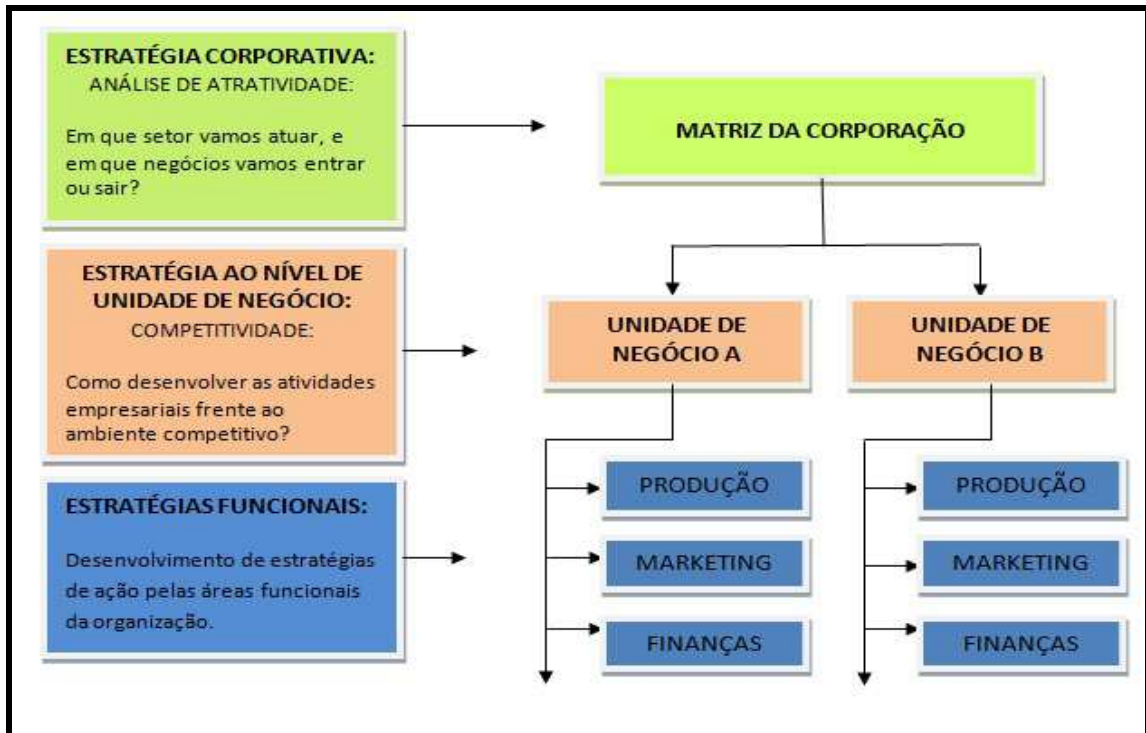 ESTRATÉGIA CORPORATIVA:
ANÁLISE DE ATRATIVIDADE:
Em que setor vamos atuar, e
em que negócios vamos entrar
ou sair?
MATRIZ DA CORPORAÇÃO
ESTRATÉGIA AO NÍVEL DE
UNIDADE DE NEGÓCIO:
COMPETITIVIDADE:
Como desenvolver as atividades
empresariais frente ao
ambiente competitivo?
UNIDADE DE
NEGÓCIO A
UNIDADE DE
NEGÓCIO B
ESTRATÉGIAS FUNCIONAIS:
Desenvolvimento de estratégias
de ação pelas áreas funcionais
da organização.
PRODUÇÃO
MARKETING
FINANÇAS
PRODUÇÃO
MARKETING
FINANÇAS